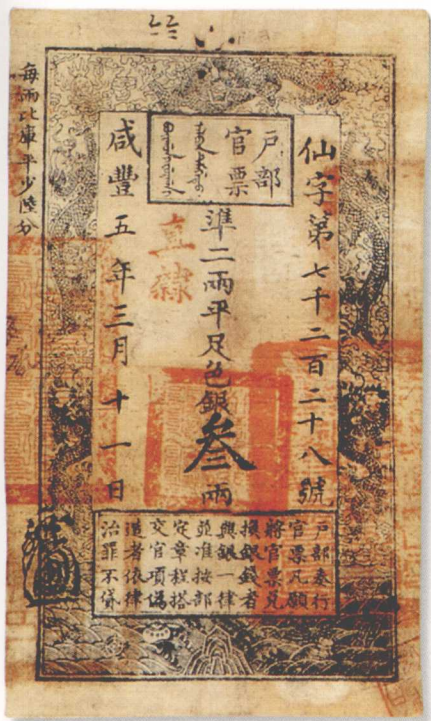 戶部
官票
仙字第七千二百二十八號
準二兩平足色銀叁兩
直隸
咸豐五年三月十一日
戶部奏行
官票凡願
將官票兌
換銀錢者
與銀一律
並准按部
定章程搭
交官項偽
造者依律
治罪不貸
每兩比庫平少陸分